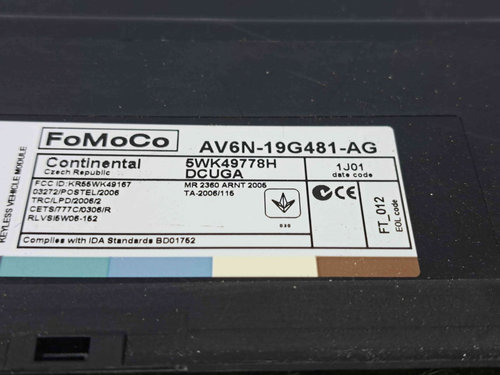 KEYLESS VEHICLE MODULE
FoMoCo
AV6N-19G481-AG
Continental
Czech Republic
5WK49778H
DCUGA
1J01
date code
FCC ID:KR55WK49167
03272/POSTEL/2006
TRC/LPD/2006/2
CETS/777C/0306/R
RLVSI5W06-152
MR 2360 ARNT 2006
TA-2006/115
CE
FT_012
EOL code
Complies with IDA Standards BD01752